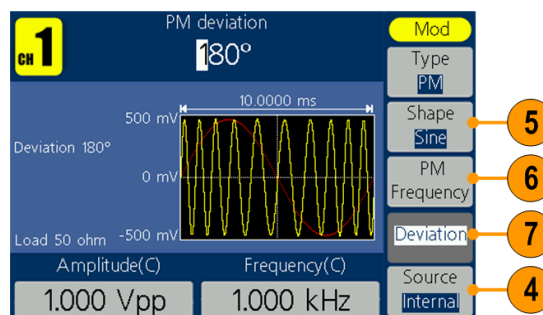 CH 1
PM deviation
180°
Mod
Type
PM
Shape
Sine
5
PM
Frequency
6
Deviation
7
Source
Internal
4
10.0000 ms
500 mV
Deviation 180°
0 mV
Load 50 ohm
-500 mV
Amplitude(C)
1.000 Vpp
Frequency(C)
1.000 kHz